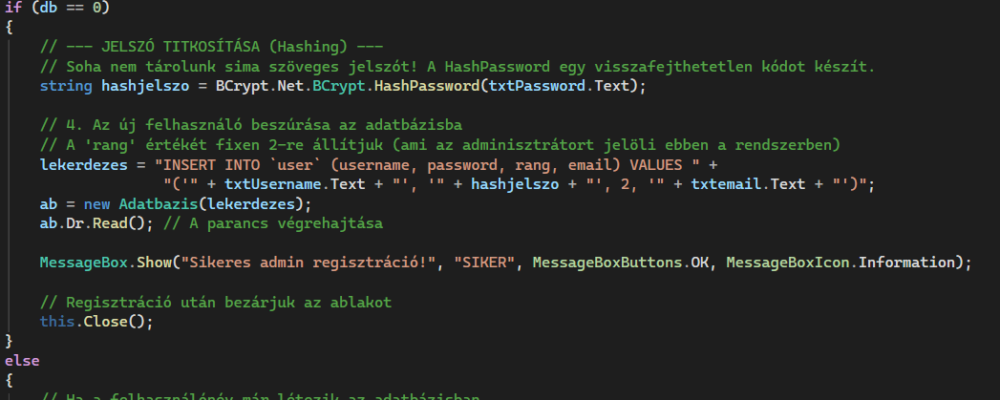 if (db == 0)
{
// --- JELSZÓ TITKOSÍTÁSA (Hashing) ---
// Soha nem tárolunk sima szöveges jelszót! A HashPassword egy visszafejthetetlen kódot készít.
string hashjelszo = BCrypt.Net.BCrypt.HashPassword(txtPassword.Text);
// 4. Az új felhasználó beszúrása az adatbázisba
// A 'rang' értékét fixen 2-re állítjuk (ami az adminisztrátort jelöli ebben a rendszerben)
lekerdezes = "INSERT INTO `user` (username, password, rang, email) VALUES " +
"('" + txtUsername.Text + "', '" + hashjelszo + "', 2, '" + txtemail.Text + "')";
ab = new Adatbazis(lekerdezes);
ab.Dr.Read(); // A parancs végrehajtása
MessageBox.Show("Sikeres admin regisztráció!", "SIKER", MessageBoxButtons.OK, MessageBoxIcon.Information);
// Regisztráció után bezárjuk az ablakot
this.Close();
}
else
{
// Ha a felhasználónév már létezik az adatbázisban